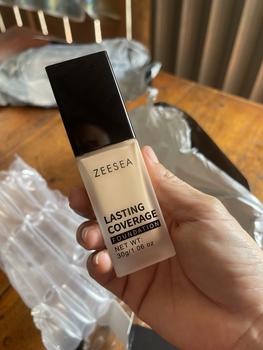 ZEESEA
LASTING
COVERAGE
FOUNDATION
NET WT.
30g/1.06 oz